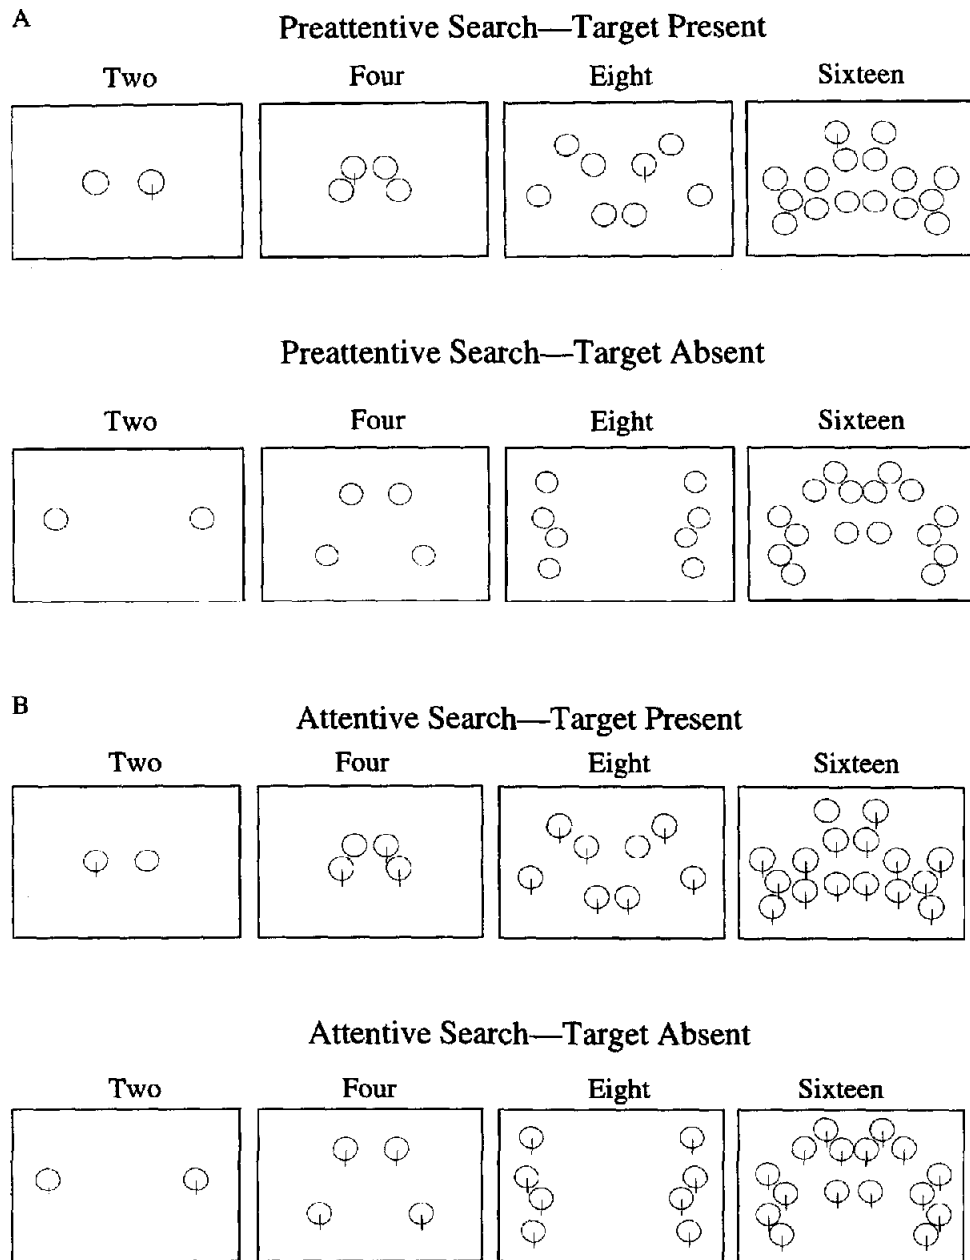 A
Preattentive Search—Target Present
Two Four Eight Sixteen
Preattentive Search—Target Absent
Two Four Eight Sixteen
B
Attentive Search—Target Present
Two Four Eight Sixteen
Attentive Search—Target Absent
Two Four Eight Sixteen